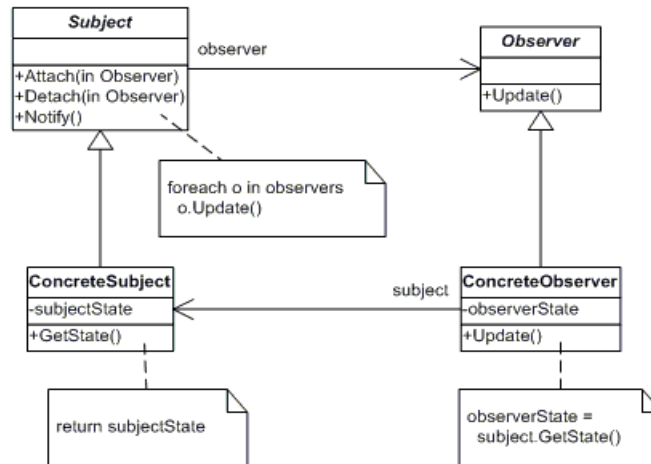 Subject
+Attach(in Observer)
+Detach(in Observer)
+Notify()
observer
Observer
+Update()
foreach o in observers
o.Update()
ConcreteSubject
-subjectState
+GetState()
subject
ConcreteObserver
-observerState
+Update()
return subjectState
observerState =
subject.GetState()